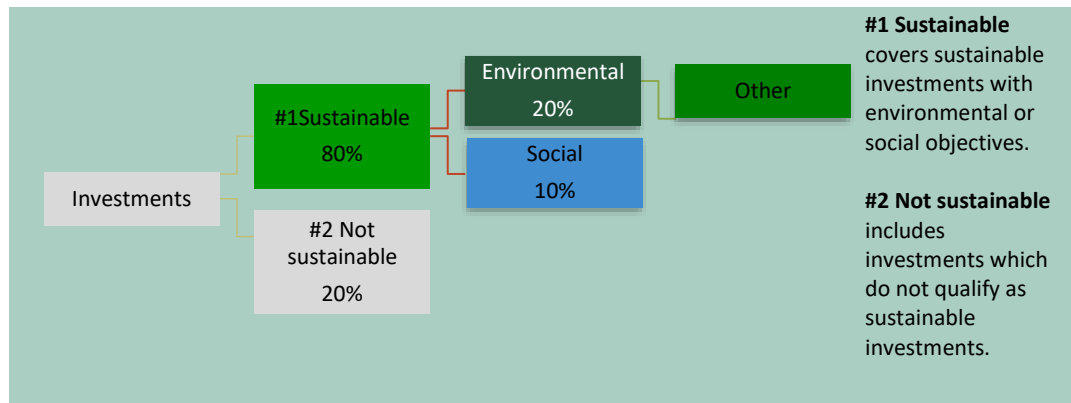 Investments
#1Sustainable
80%
#2 Not
sustainable
20%
Environmental
20%
Social
10%
Other
#1 Sustainable
covers sustainable
investments with
environmental or
social objectives.
#2 Not sustainable
includes
investments which
do not qualify as
sustainable
investments.